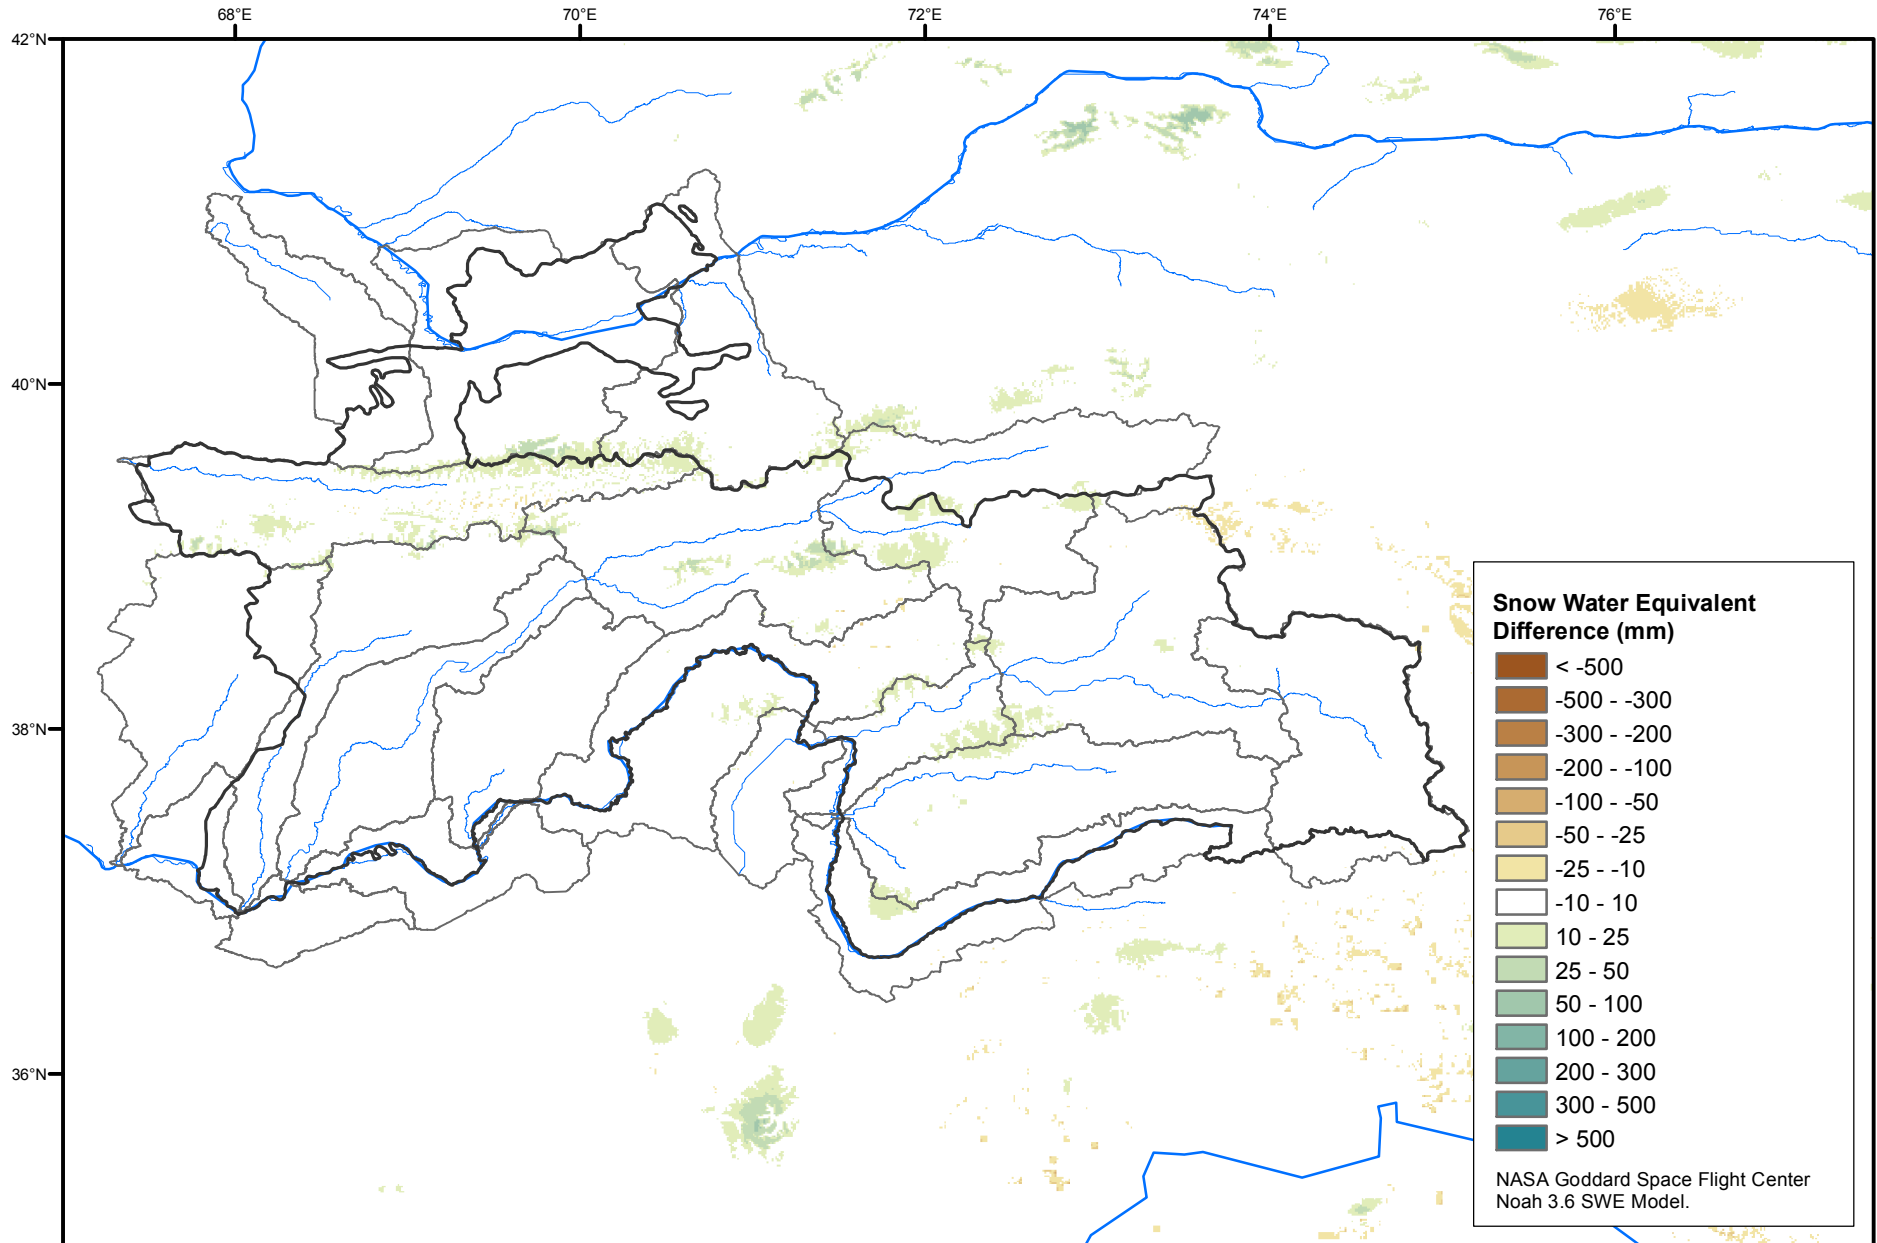 68°E
70°E
72°E
74°E
76°E
42°N
40°N
38°N
36°N
Snow Water Equivalent
Difference (mm)
< -500
-500 - -300
-300 - -200
-200 - -100
-100 - -50
-50 - -25
-25 - -10
-10 - 10
10 - 25
25 - 50
50 - 100
100 - 200
200 - 300
300 - 500
> 500
NASA Goddard Space Flight Center
Noah 3.6 SWE Model.